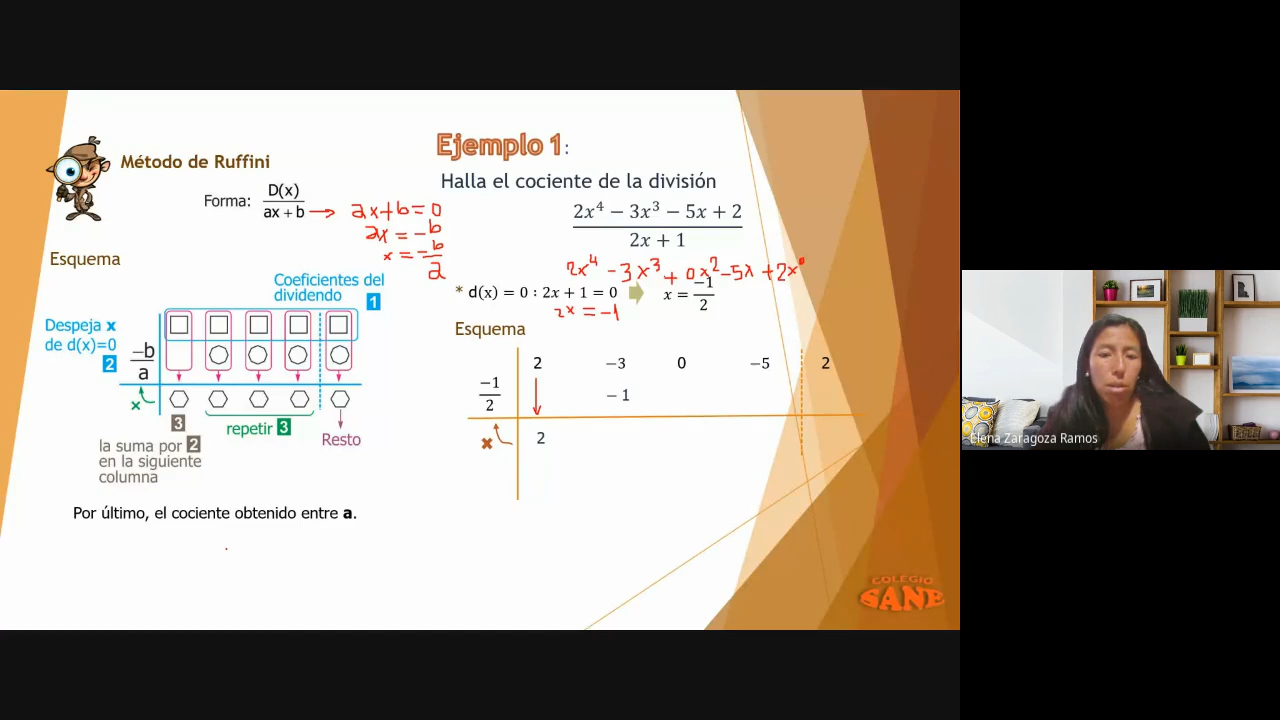 Método de Ruffini
Forma: D(x)
ax + b
ax+b=0
ax = -b
x = -b
a
Esquema
Coeficientes del
dividendo 1
Despeja x
de d(x)=0
2
−b
a
×
3
repetir 3
Resto
la suma por 2
en la siguiente
columna
Por último, el cociente obtenido entre a.
Ejemplo 1:
Halla el cociente de la división
2x⁴ − 3x³ − 5x + 2
2x + 1
2x⁴ -3x³ + 0x² -5x +2x⁰
* d(x) = 0 : 2x + 1 = 0
x = −1
2
2x = -1
Esquema
2 −3 0 −5 2
−1
2
− 1
× 2
COLEGIO
SANE
Elena Zaragoza Ramos